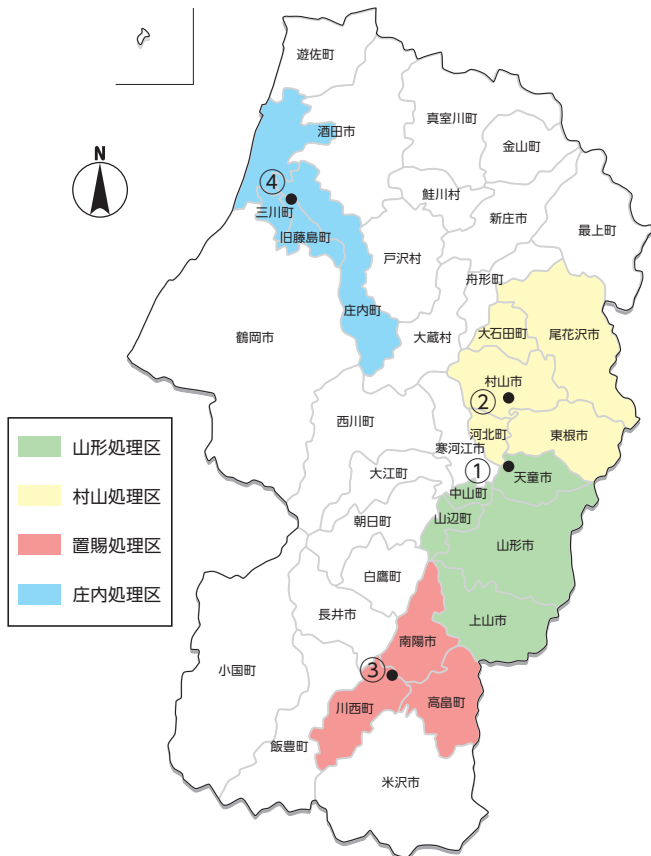 遊佐町
酒田市
真室川町
金山町
N
④
鮭川村
三川町
新庄市
最上町
旧藤島町
戸沢村
舟形町
庄内町
鶴岡市
大蔵村
大石田町
尾花沢市
村山市
②
西川町
河北町
東根市
寒河江市
①
大江町
天童市
中山町
朝日町
山辺町
山形市
白鷹町
長井市
上山市
南陽市
小国町
③
川西町
高畠町
飯豊町
米沢市
山形処理区
村山処理区
置賜処理区
庄内処理区